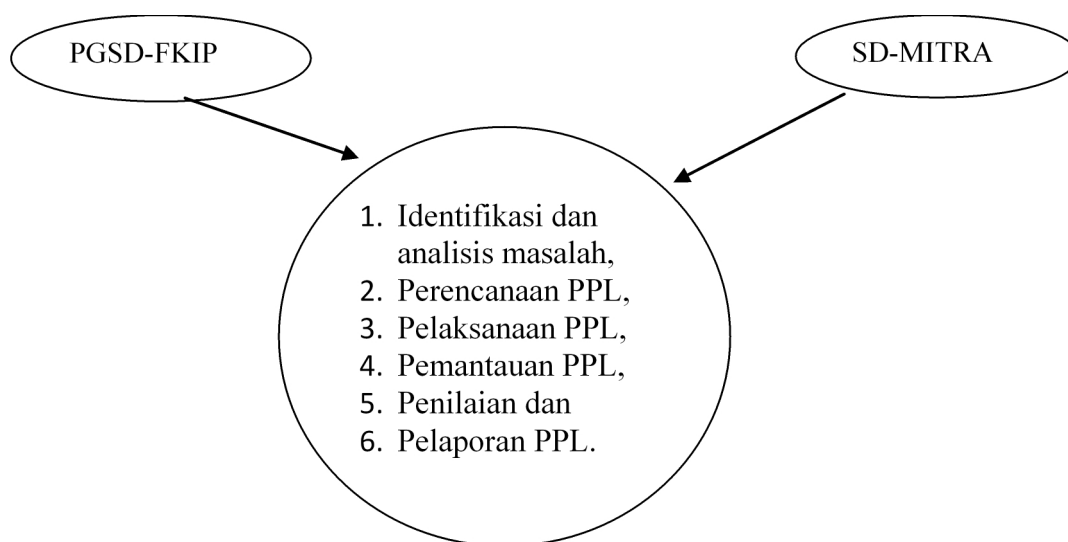 PGSD-FKIP
SD-MITRA
1. Identifikasi dan
analisis masalah,
2. Perencanaan PPL,
3. Pelaksanaan PPL,
4. Pemantauan PPL,
5. Penilaian dan
6. Pelaporan PPL.